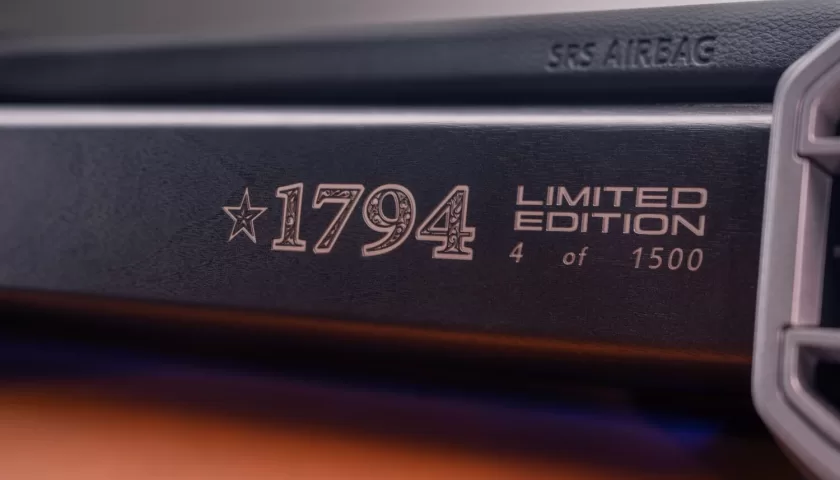 SRS AIRBAG
1794
LIMITED
EDITION
4 of 1500